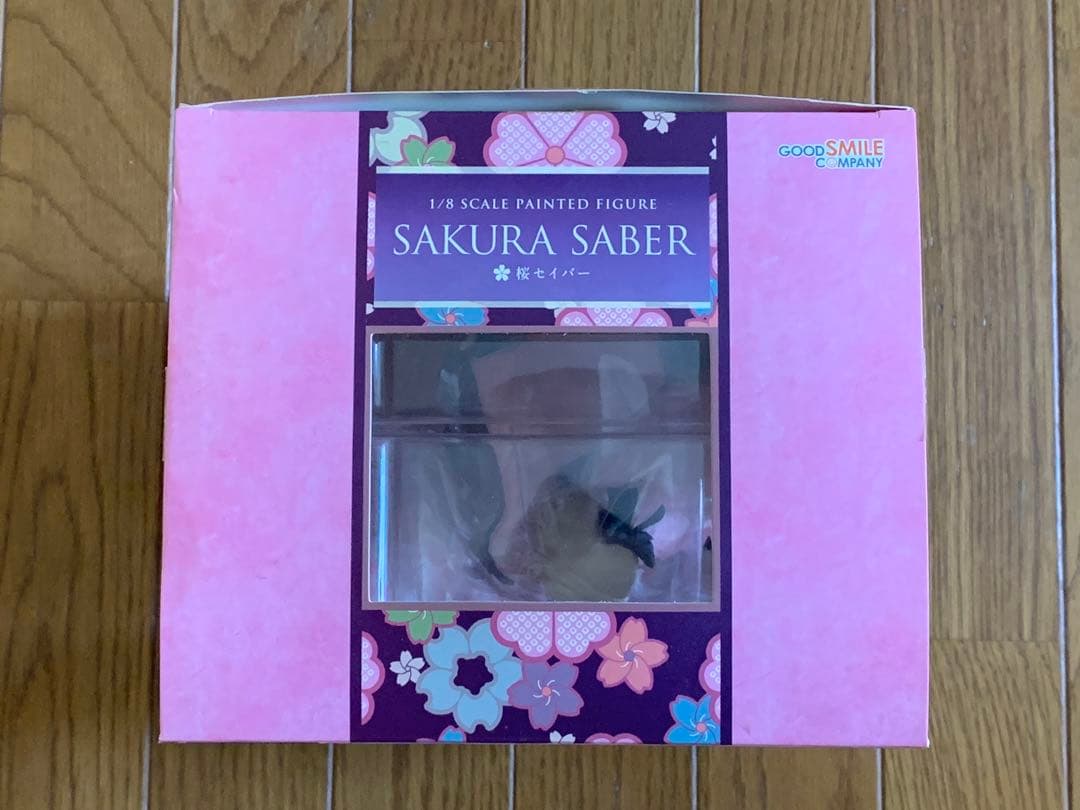 GOOD SMILE
COMPANY
1/8 SCALE PAINTED FIGURE
SAKURA SABER
桜セイバー